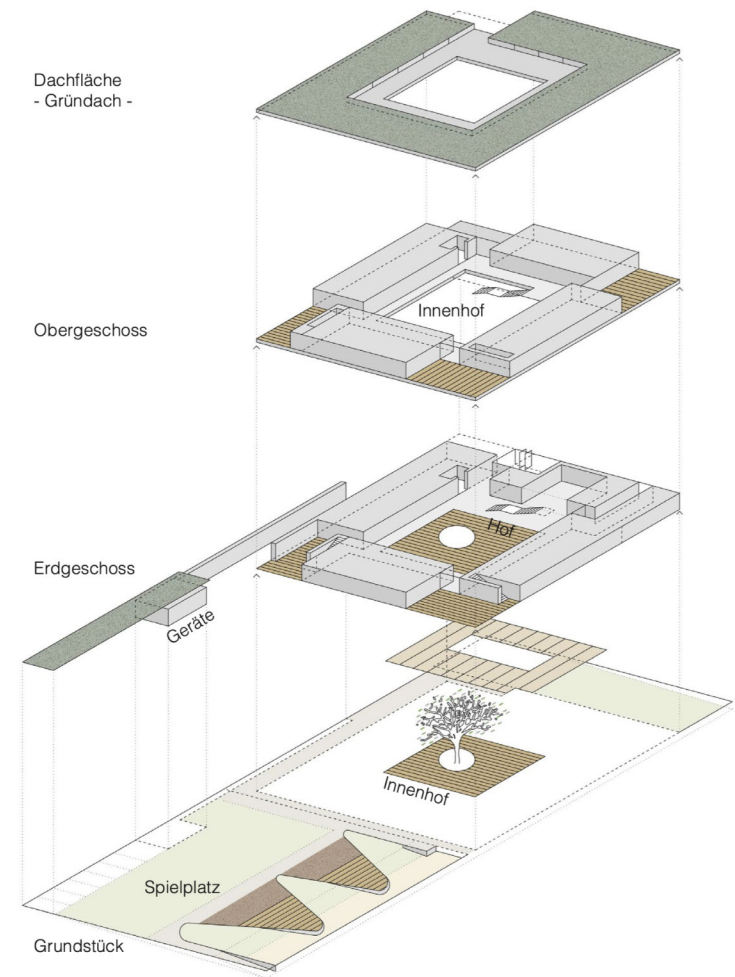 Dachfläche
- Gründach -
Innenhof
Obergeschoss
Hof
Erdgeschoss
Geräte
Innenhof
Spielplatz
Grundstück